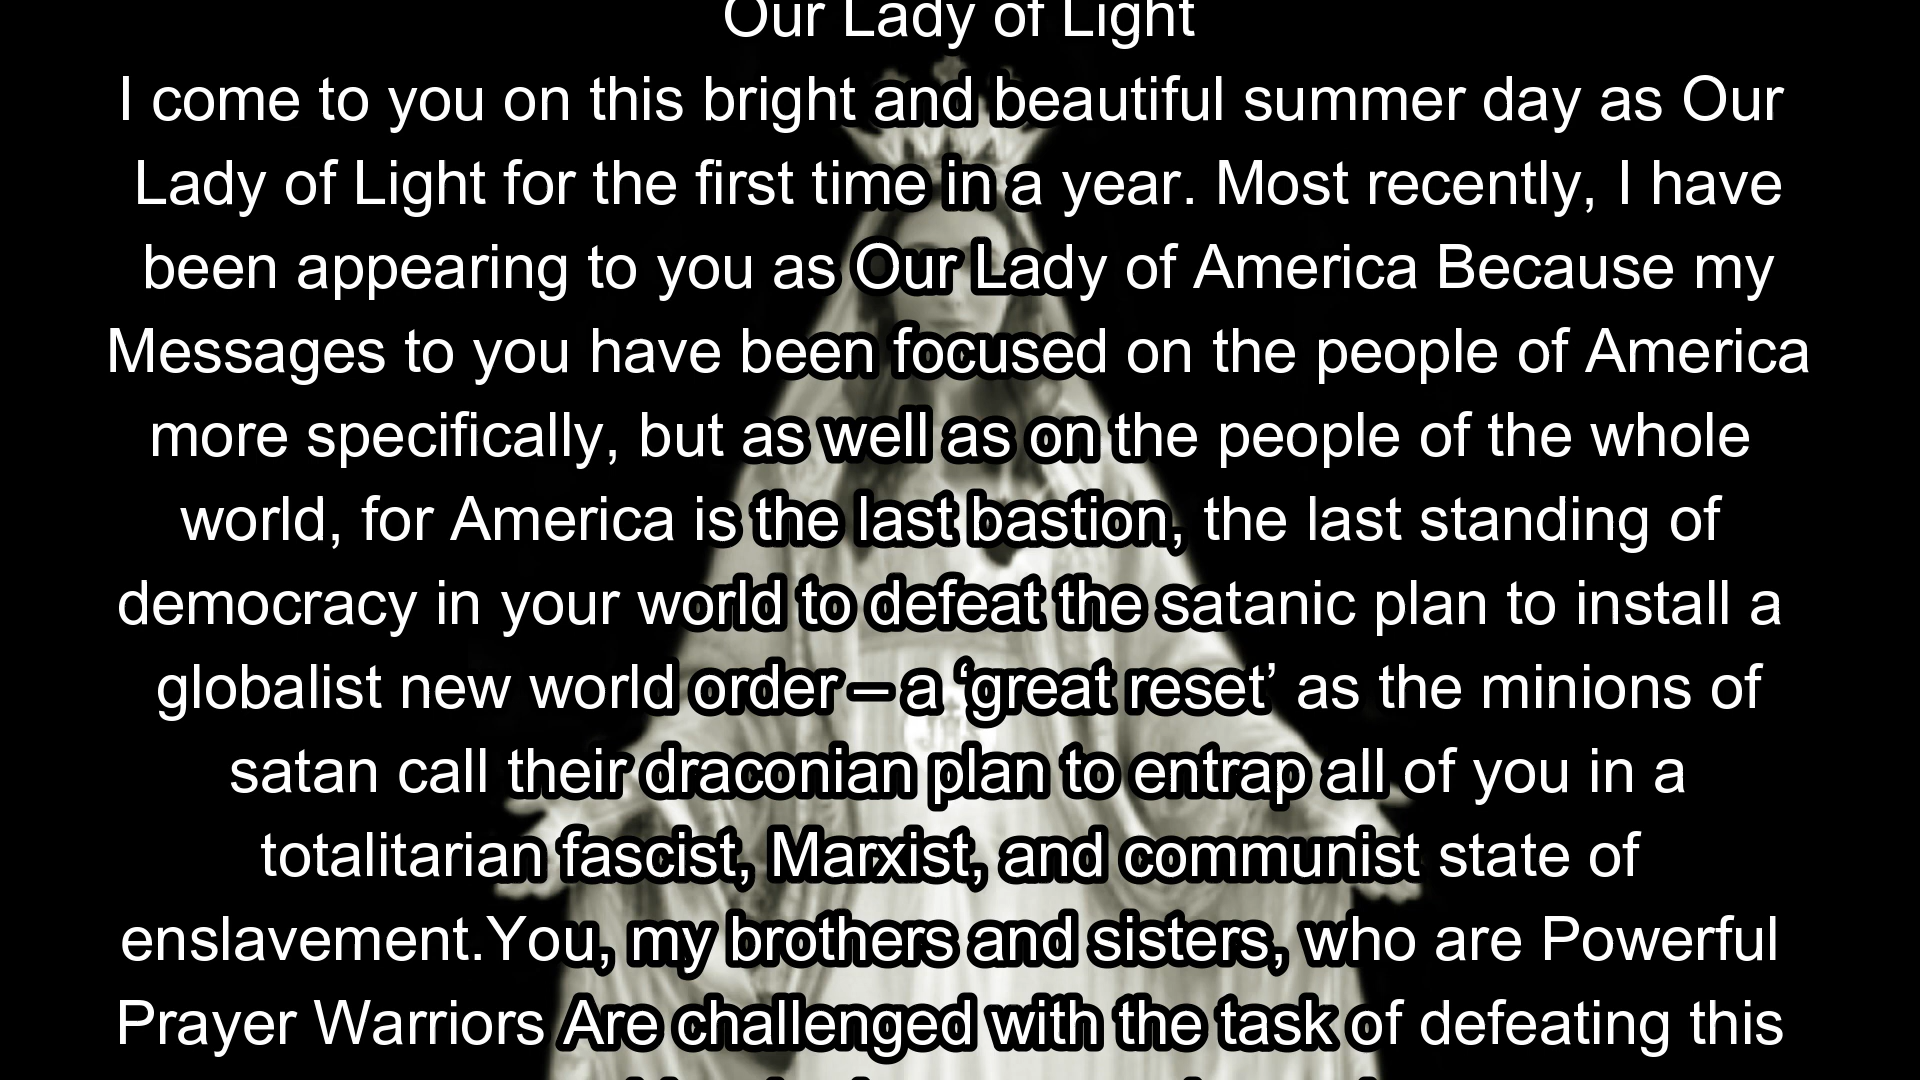 Our Lady of Light
I come to you on this bright and beautiful summer day as Our
Lady of Light for the first time in a year. Most recently, I have
been appearing to you as Our Lady of America Because my
Messages to you have been focused on the people of America
more specifically, but as well as on the people of the whole
world, for America is the last bastion, the last standing of
democracy in your world to defeat the satanic plan to install a
globalist new world order – a ‘great reset’ as the minions of
satan call their draconian plan to entrap all of you in a
totalitarian fascist, Marxist, and communist state of
enslavement.You, my brothers and sisters, who are Powerful
Prayer Warriors Are challenged with the task of defeating this